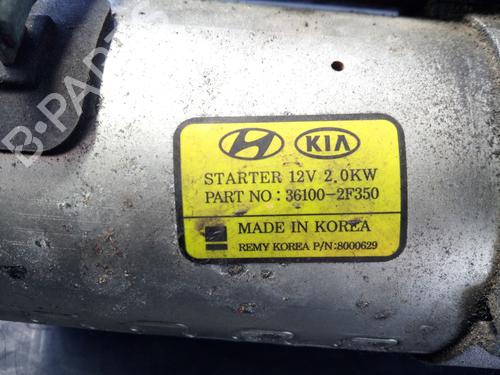 B-PARTS
KIA
STARTER 12V 2.0KW
PART NO : 36100-2F350
MADE IN KOREA
REMY KOREA P/N:8000629